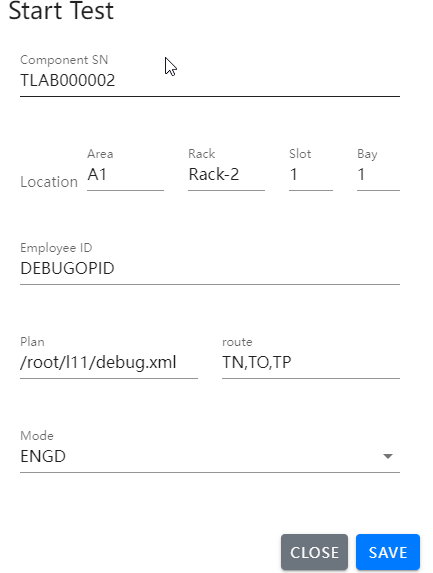 Start Test
Component SN
TLAB000002
Area Rack Slot Bay
Location A1 Rack-2 1 1
Employee ID
DEBUGOPID
Plan route
/root/l11/debug.xml TN,TO,TP
Mode
ENGD
CLOSE SAVE